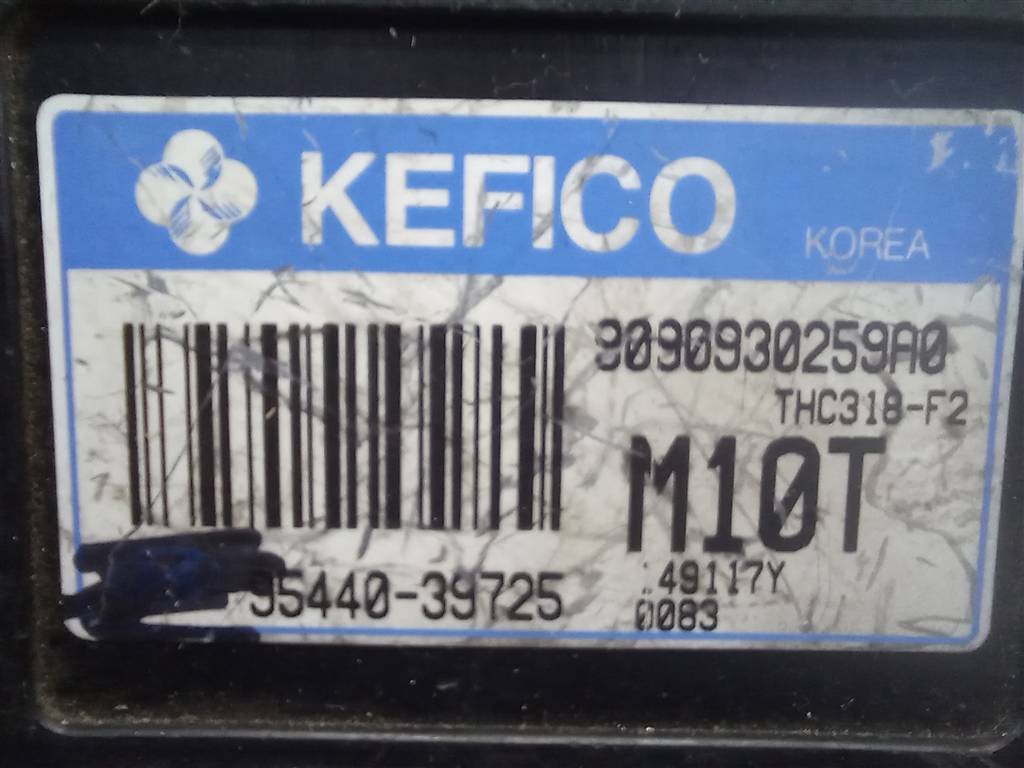 KEFICO
KOREA
9090930259A0
THC318-F2
M10T
95440-39725
49117Y
0083